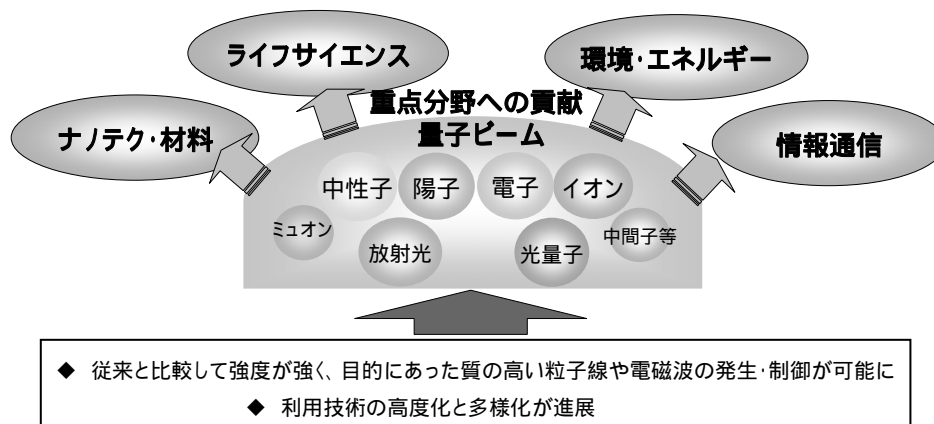 ライフサイエンス
環境･エネルギー
重点分野への貢献
量子ビーム
ナノテク･材料
情報通信
中性子
陽子
電子
イオン
ミュオン
中間子等
放射光
光量子
◆ 従来と比較して強度が強く、目的にあった質の高い粒子線や電磁波の発生･制御が可能に
◆ 利用技術の高度化と多様化が進展